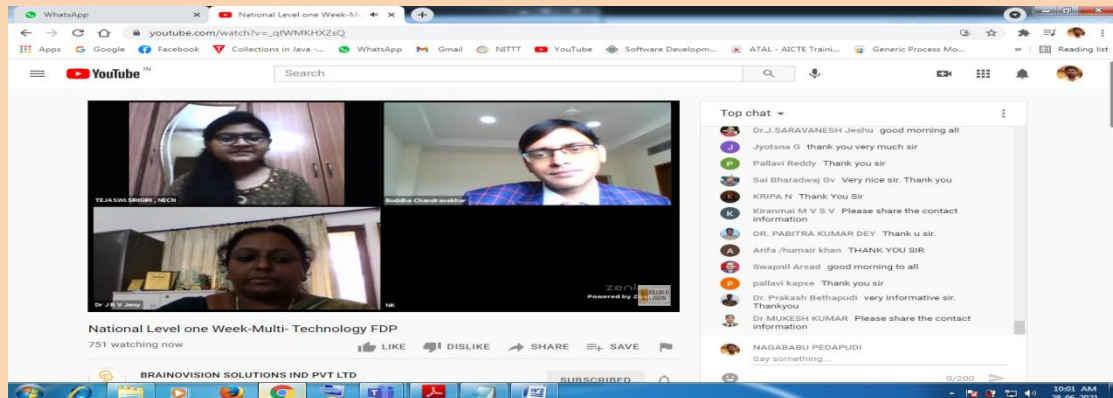 WhatsApp
National Level one Week-Mu
youtube.com/watch?v=_qfWMKHXZsQ
Apps
Google
Facebook
Collections in Java -...
WhatsApp
Gmail
NITTT
YouTube
Software Developm...
ATAL - AICTE Traini...
Generic Process Mo...
»
Reading list
YouTube IN
Search
TEJASWI.SIRIGIRI , NECN
Buddha Chandrasekhar
Dr J R V Jeny
NK
Powered by
National Level one Week-Multi- Technology FDP
751 watching now
LIKE DISLIKE SHARE SAVE
BRAINOVISION SOLUTIONS IND PVT LTD
SUBSCRIBED
Top chat
Dr.J.SARAVANESH Jeshu good morning all
J Jyotsna G thank you very much sir
P Pallavi Reddy Thank you sir
Sai Bharadwaj Gv Very nice sir. Thank you
K KRIPA N Thank You Sir
K Kiranmai M V S V Please share the contact
information
DR. PABITRA KUMAR DEY Thank u sir.
A Arifa /humair khan THANK YOU SIR
Swapnil Arsad good morning to all
p pallavi kapse Thank you sir
Dr. Prakash Bethapudi very Informative sir.
Thankyou
Dr MUKESH KUMAR Please share the contact
information
NAGABABU PEDAPUDI
Say something...
0/200
10:01 AM
28-06-2021